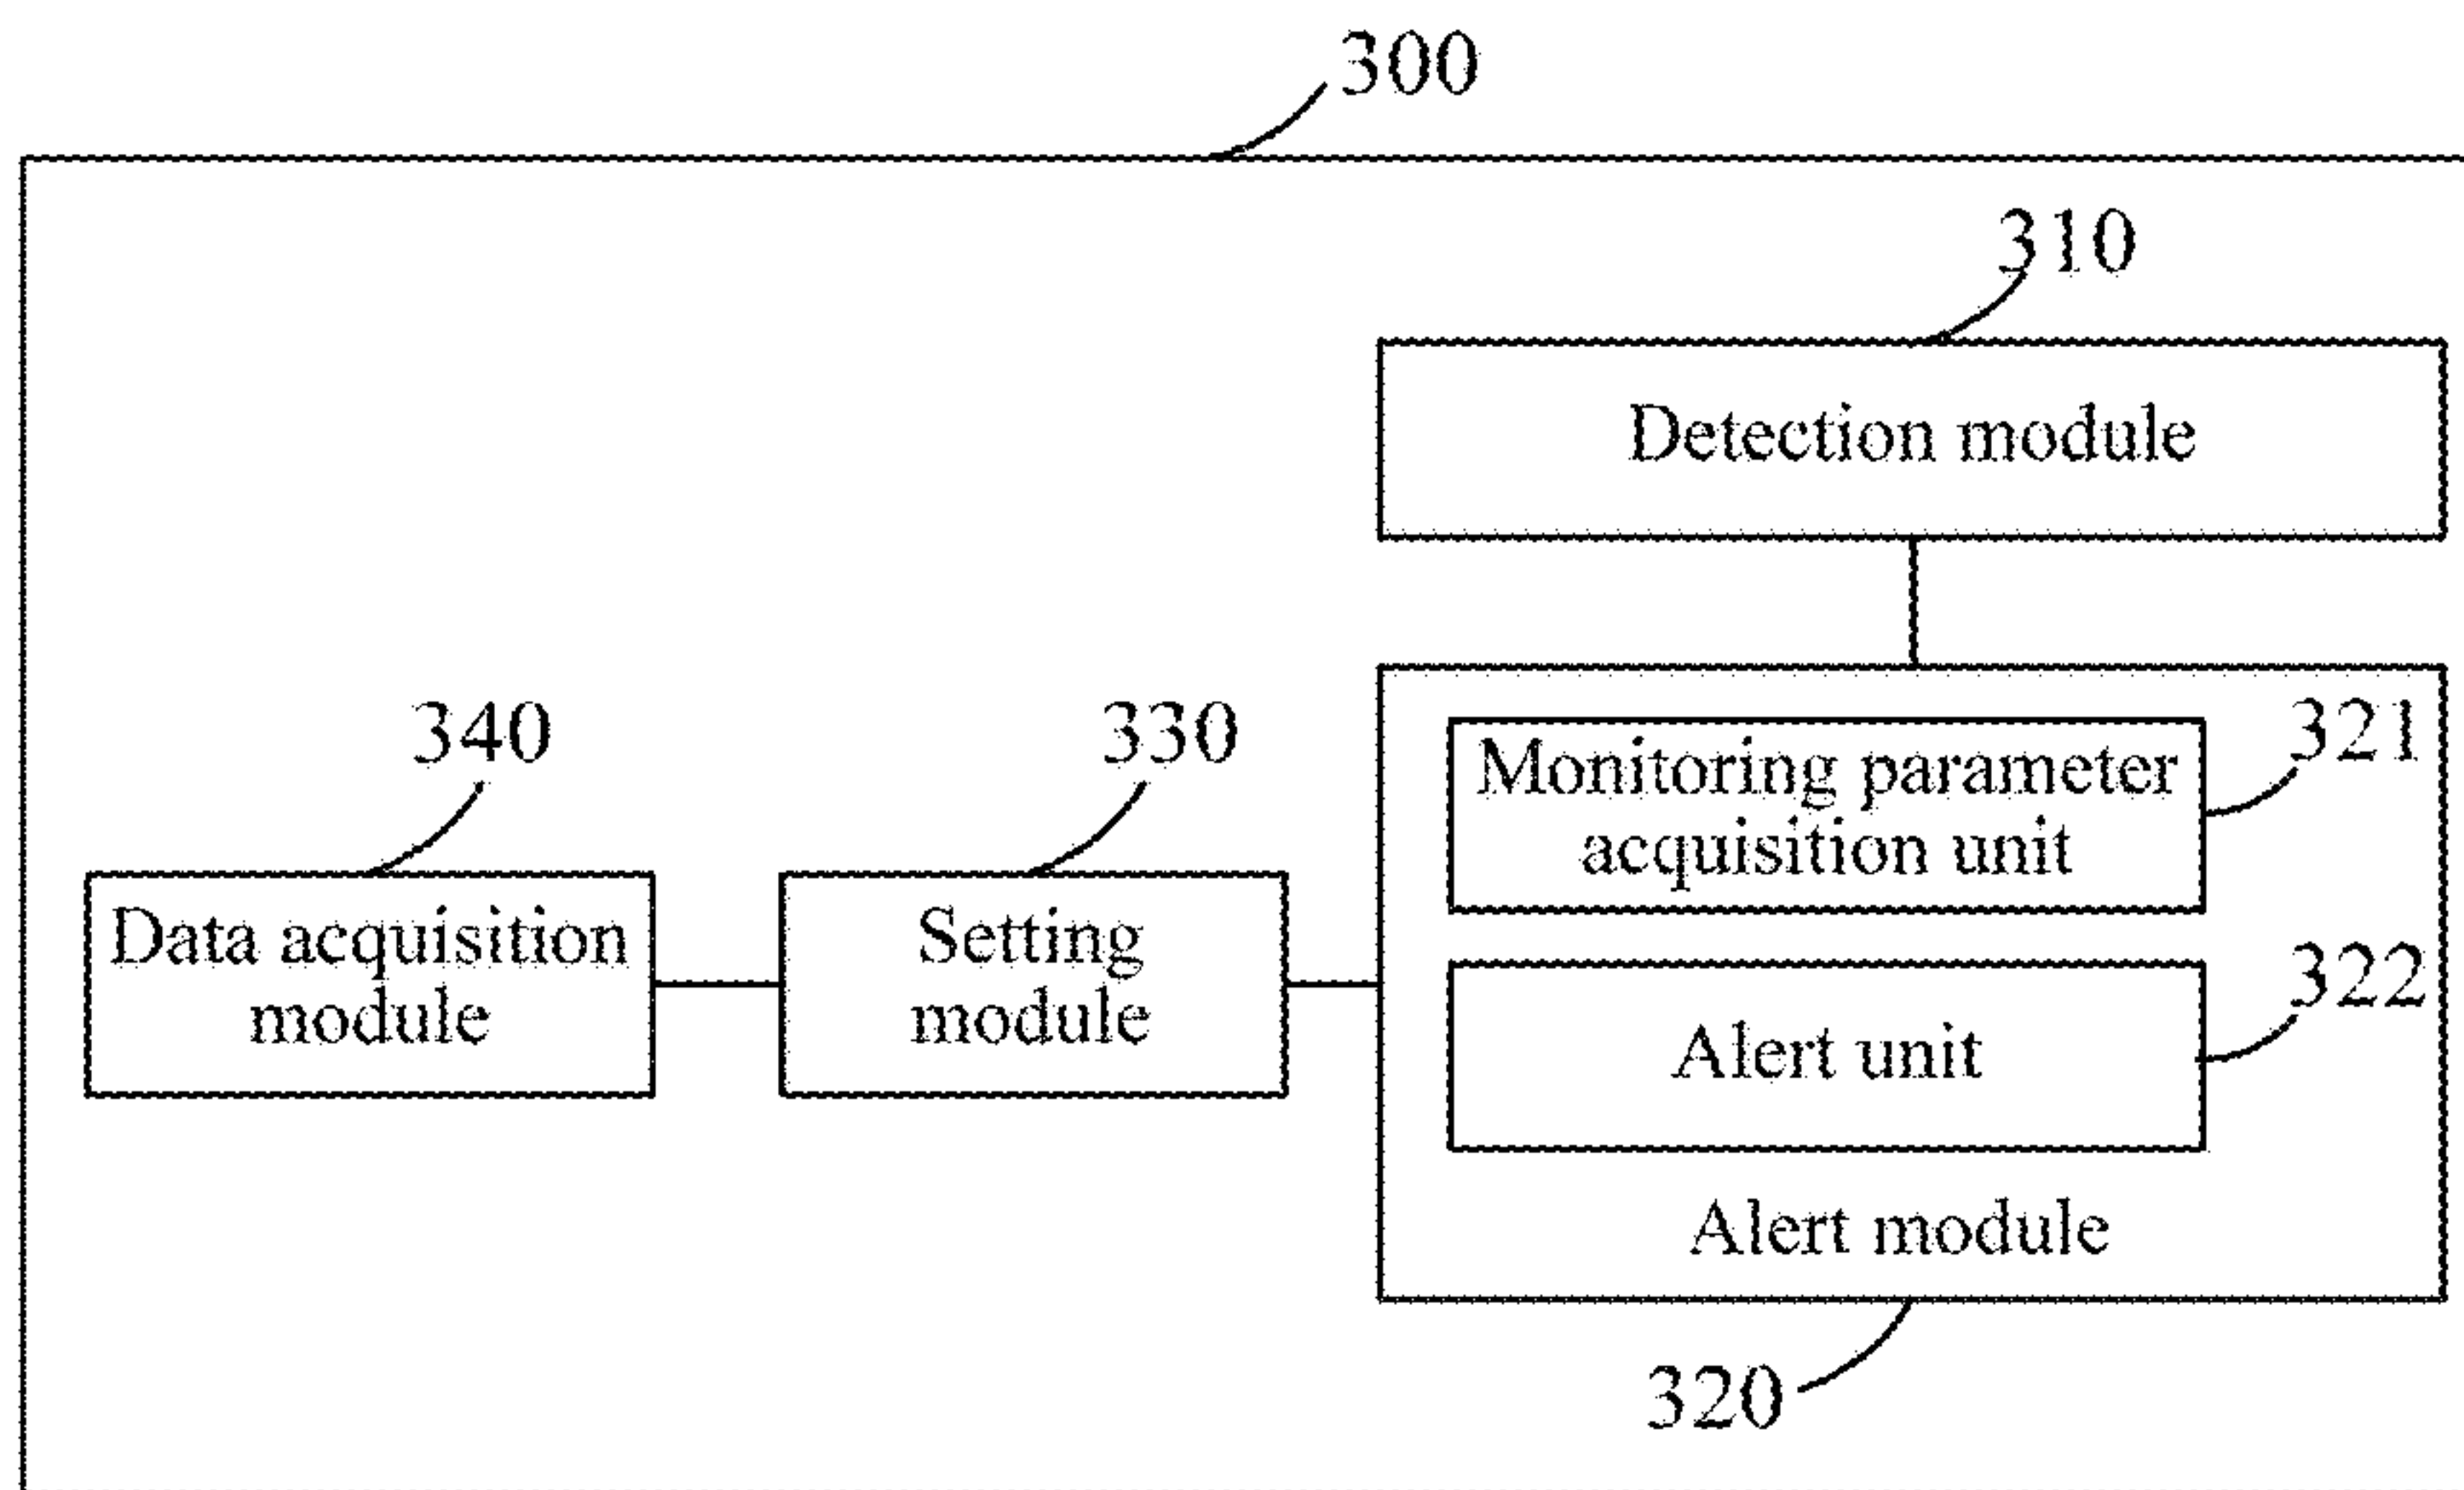 300
310
Detection module
321
Monitoring parameter
acquisition unit
340
330
Data acquisition
module
Setting
module
322
Alert unit
Alert module
320